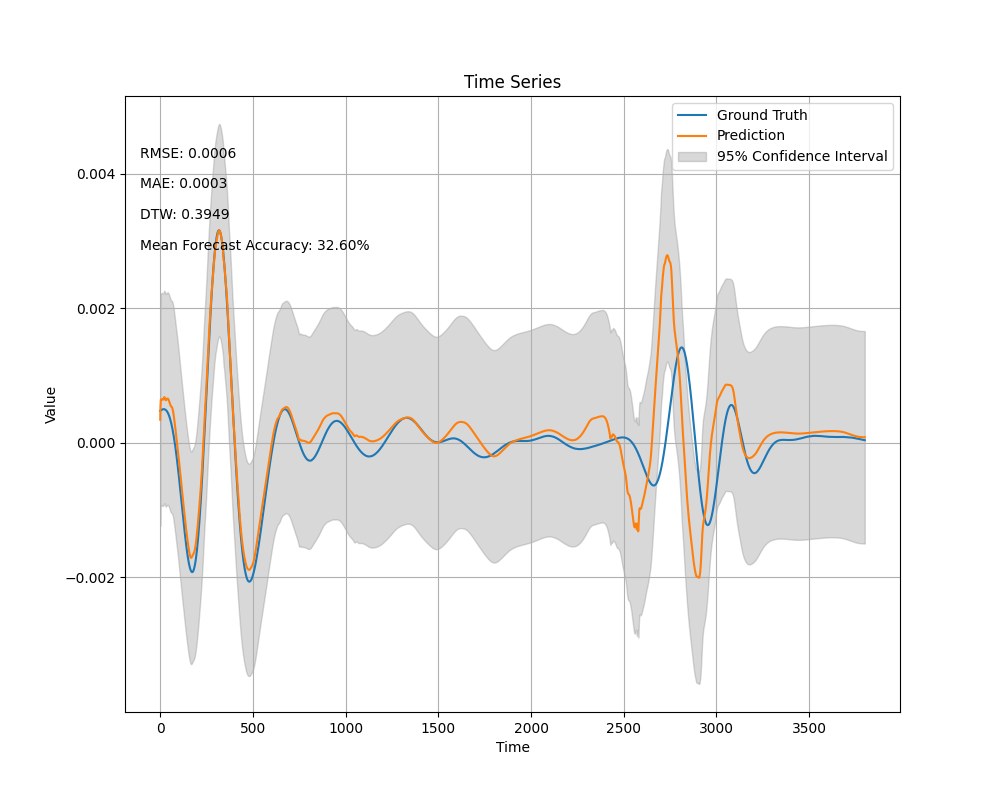 Time Series
Ground Truth
Prediction
95% Confidence Interval
RMSE: 0.0006
MAE: 0.0003
DTW: 0.3949
Mean Forecast Accuracy: 32.60%
Value
0.004
0.002
0.000
−0.002
0 500 1000 1500 2000 2500 3000 3500
Time